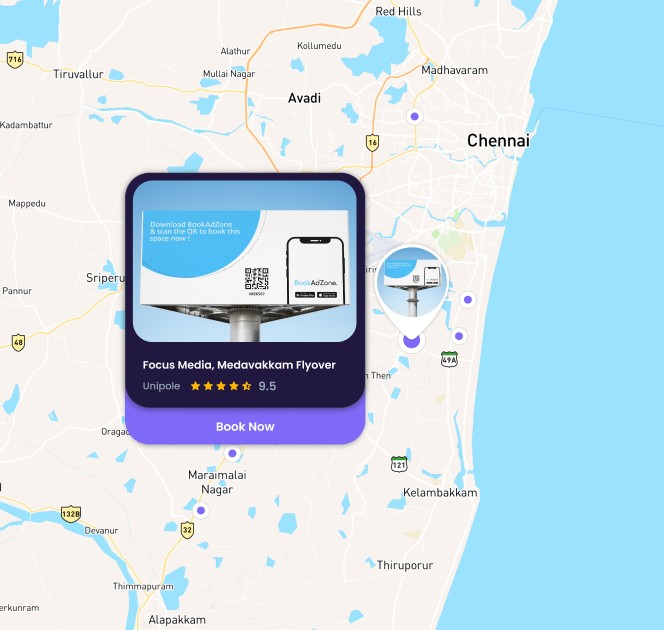 Red Hills
Kollumedu
Alathur
716
Tiruvallur
Mullai Nagar
Madhavaram
Avadi
Kadambattur
16
Chennai
Mappedu
Download BookAdZone
& scan the QR to book this
space now !
BookAdZone.
Sriperu
Pannur
48
49A
Focus Media, Medavakkam Flyover
n Then
Unipole
9.5
Book Now
Oragad
121
Maraimalai
Nagar
Kelambakkam
132B
32
Devanur
Thiruporur
Thimmapuram
erkunram
Alapakkam